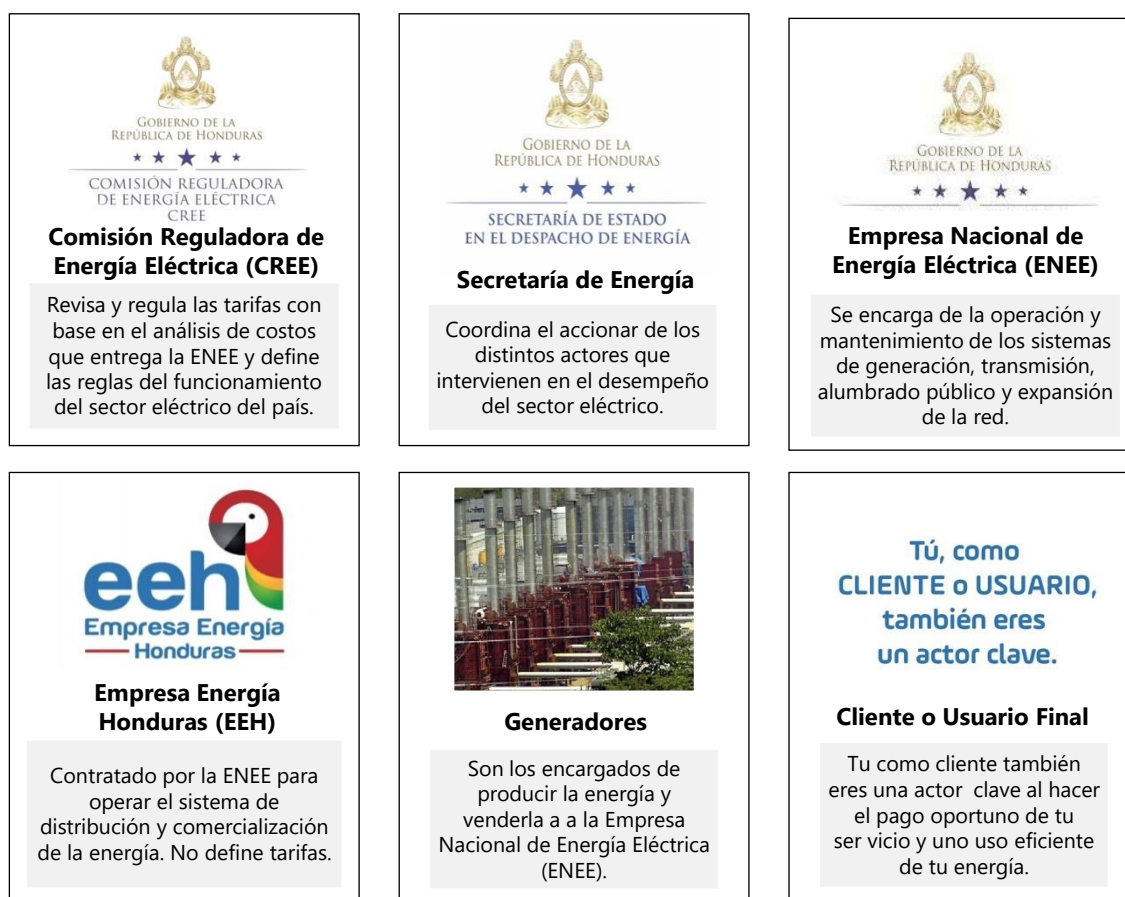 GOBIERNO DE LA
REPÚBLICA DE HONDURAS
COMISIÓN REGULADORA
DE ENERGÍA ELÉCTRICA
CREE
Comisión Reguladora de
Energía Eléctrica (CREE)
Revisa y regula las tarifas con
base en el análisis de costos
que entrega la ENEE y define
las reglas del funcionamiento
del sector eléctrico del país.
GOBIERNO DE LA
REPÚBLICA DE HONDURAS
SECRETARÍA DE ESTADO
EN EL DESPACHO DE ENERGÍA
Secretaría de Energía
Coordina el accionar de los
distintos actores que
intervienen en el desempeño
del sector eléctrico.
GOBIERNO DE LA
REPÚBLICA DE HONDURAS
Empresa Nacional de
Energía Eléctrica (ENEE)
Se encarga de la operación y
mantenimiento de los sistemas
de generación, transmisión,
alumbrado público y expansión
de la red.
eeh
Empresa Energía
Honduras
Empresa Energía
Honduras (EEH)
Contratado por la ENEE para
operar el sistema de
distribución y comercialización
de la energía. No define tarifas.
Generadores
Son los encargados de
producir la energía y
venderla a a la Empresa
Nacional de Energía Eléctrica
(ENEE).
Tú, como
CLIENTE o USUARIO,
también eres
un actor clave.
Cliente o Usuario Final
Tu como cliente también
eres una actor clave al hacer
el pago oportuno de tu
ser vicio y uno uso eficiente
de tu energía.